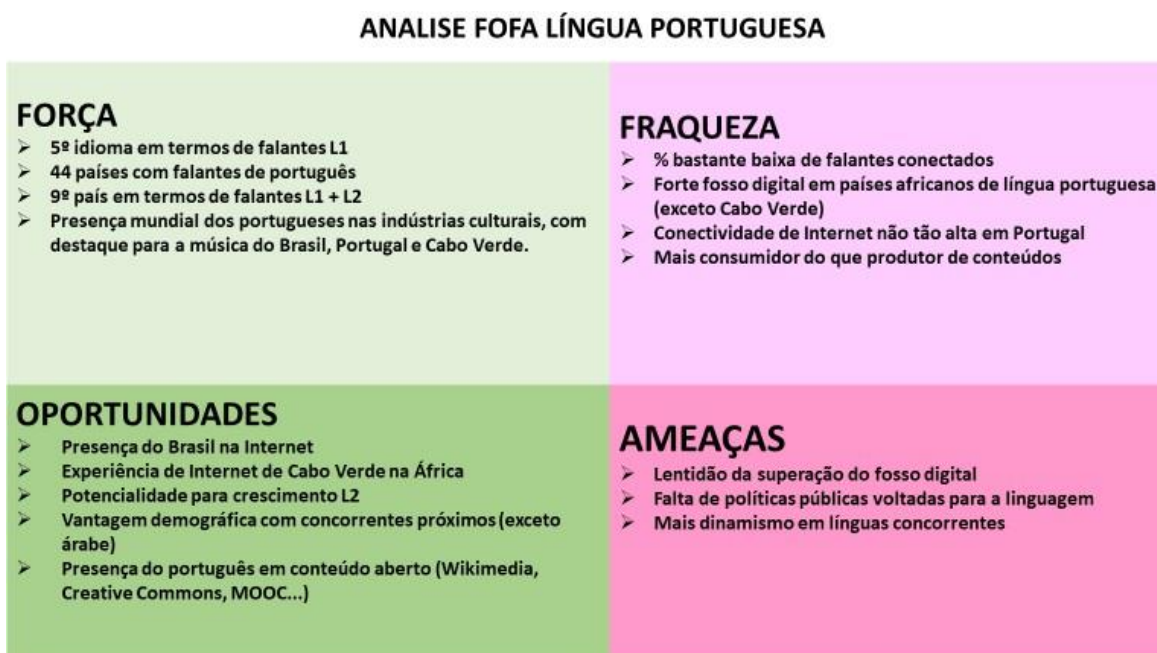 ANALISE FOFA LÍNGUA PORTUGUESA
FORÇA
➢ 5º idioma em termos de falantes L1
➢ 44 países com falantes de português
➢ 9º país em termos de falantes L1 + L2
➢ Presença mundial dos portugueses nas indústrias culturais, com
destaque para a música do Brasil, Portugal e Cabo Verde.
FRAQUEZA
➢ % bastante baixa de falantes conectados
➢ Forte fosso digital em países africanos de língua portuguesa
(exceto Cabo Verde)
➢ Conectividade de Internet não tão alta em Portugal
➢ Mais consumidor do que produtor de conteúdos
OPORTUNIDADES
➢ Presença do Brasil na Internet
➢ Experiência de Internet de Cabo Verde na África
➢ Potencialidade para crescimento L2
➢ Vantagem demográfica com concorrentes próximos (exceto
árabe)
➢ Presença do português em conteúdo aberto (Wikimedia,
Creative Commons, MOOC...)
AMEAÇAS
➢ Lentidão da superação do fosso digital
➢ Falta de políticas públicas voltadas para a linguagem
➢ Mais dinamismo em línguas concorrentes